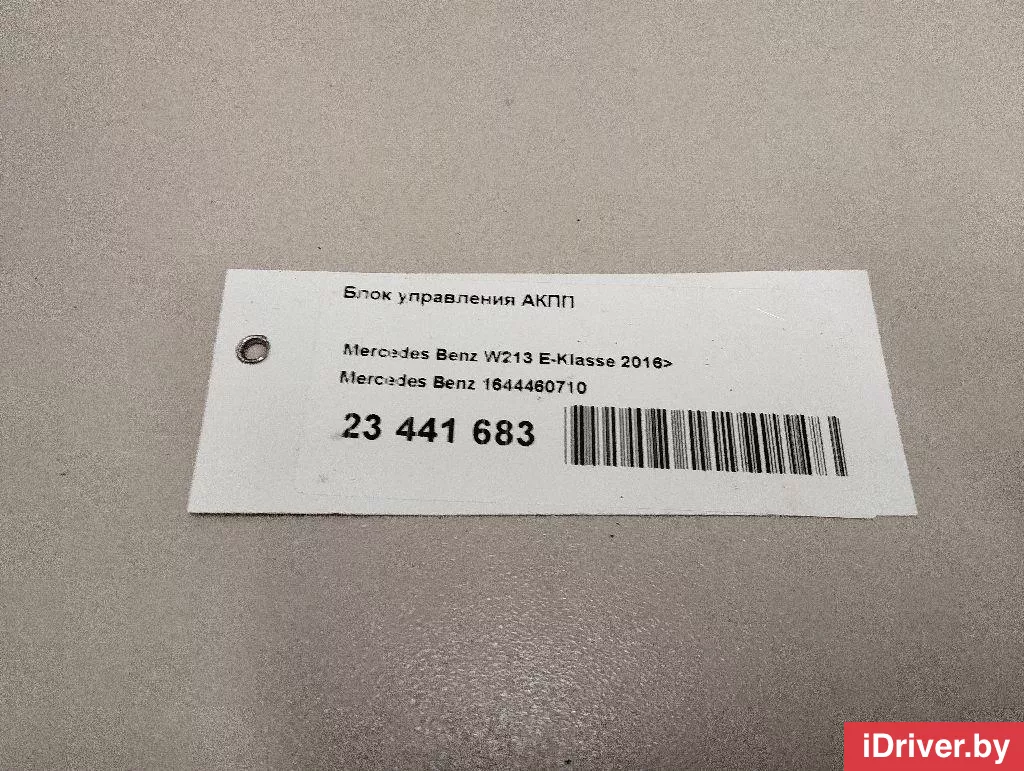 Блок управления АКПП
Mercedes Benz W213 E-Klasse 2016>
Mercedes Benz 1644460710
23 441 683
iDriver.by